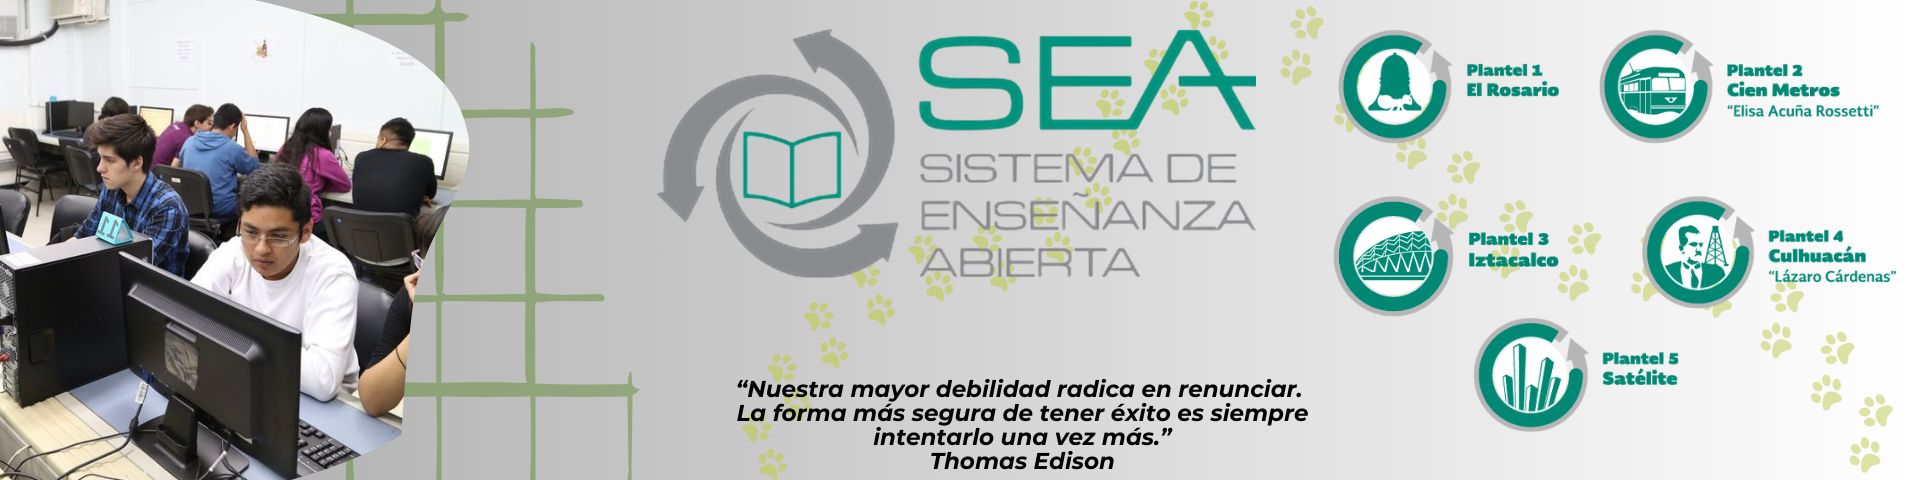 SEA
SISTEMA DE
ENSEÑANZA
ABIERTA
Plantel 1
El Rosario
Plantel 2
Cien Metros
“Elisa Acuña Rossetti”
Plantel 3
Iztacalco
Plantel 4
Culhuacán
“Lázaro Cárdenas”
Plantel 5
Satélite
“Nuestra mayor debilidad radica en renunciar.
La forma más segura de tener éxito es siempre
intentarlo una vez más.”
Thomas Edison
11